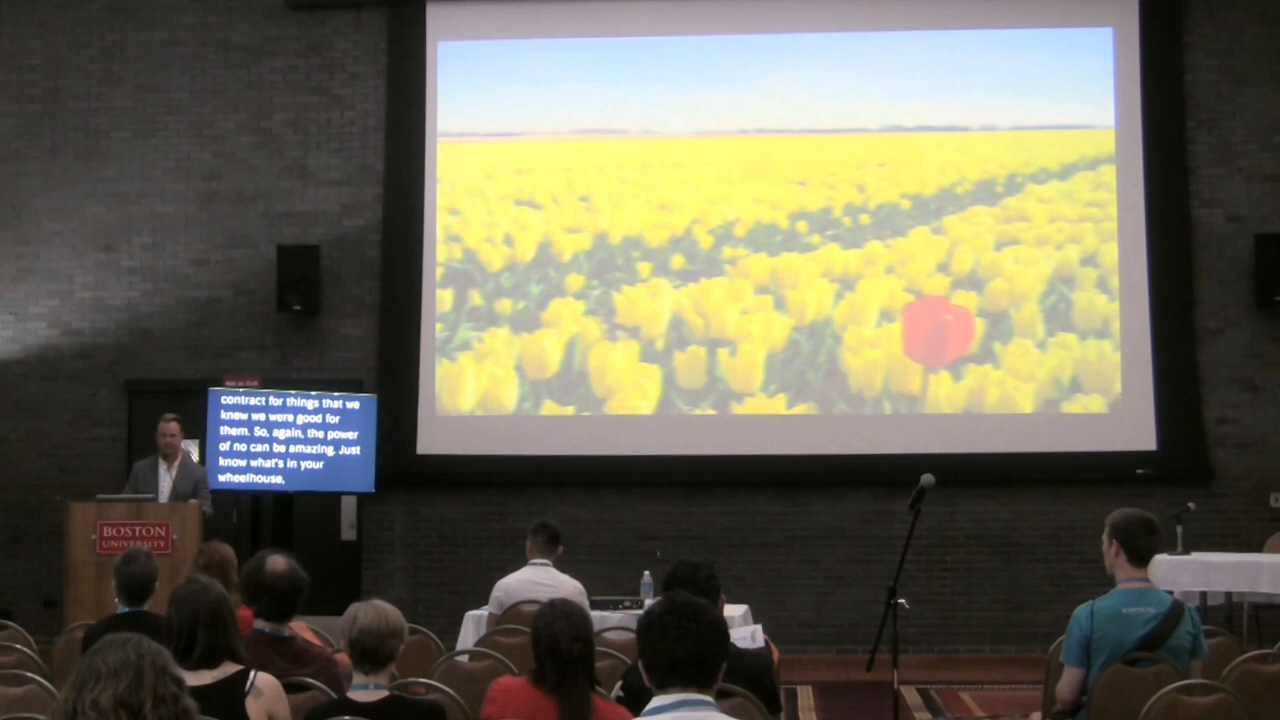 contract for things that we
knew we were good for
them. So, again, the power
of no can be amazing. Just
know what's in your
wheelhouse,
BOSTON
UNIVERSITY